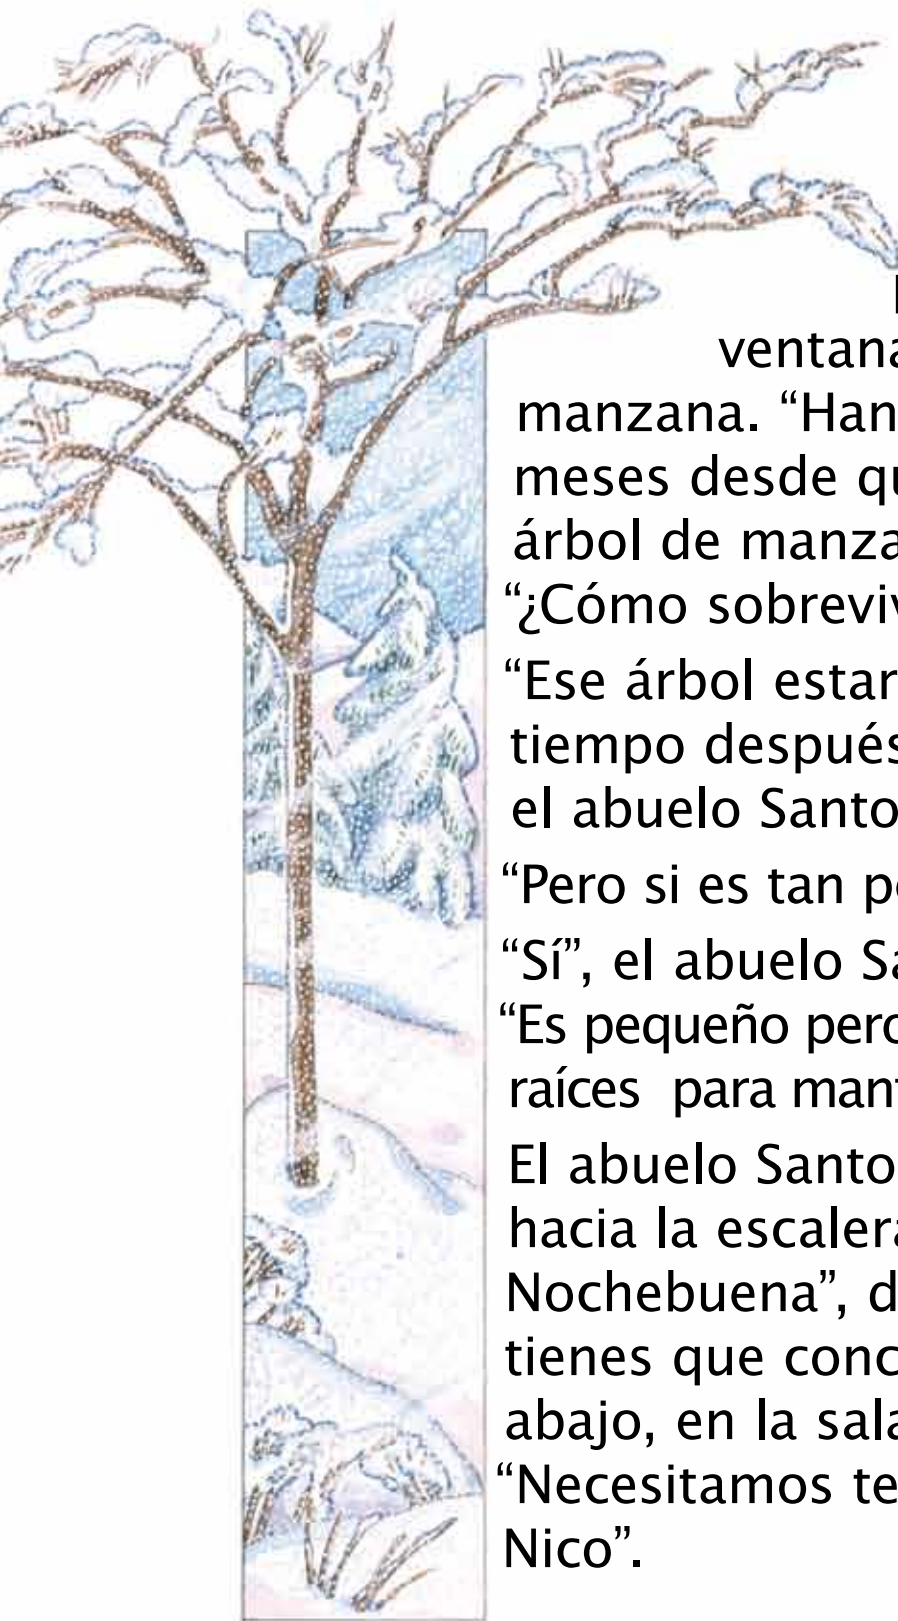 ventana
manzana. “Han
meses desde qu
árbol de manza
“¿Cómo sobreviv
“Ese árbol estar
tiempo después
el abuelo Santo
“Pero si es tan p
“Sí”, el abuelo Sa
“Es pequeño pero
raíces para mant
El abuelo Santo
hacia la escalera
Nochebuena”, d
tienes que conc
abajo, en la sala
“Necesitamos te
Nico”.